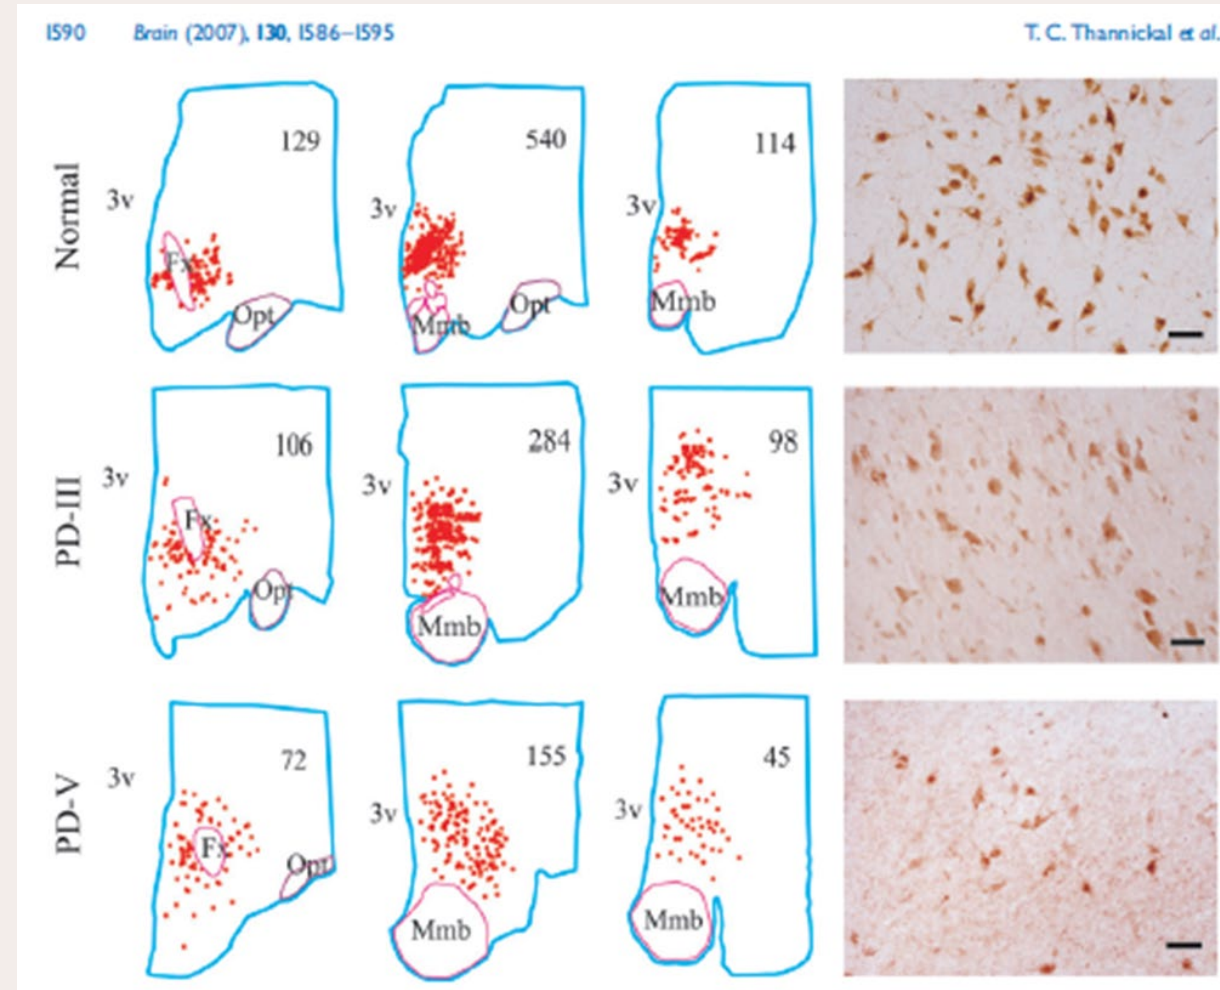 1590 Brain (2007), 130, 1586–1595 T. C. Thannickal et al.
Normal
129
3v
Fx
Opt
540
3v
Mmb
Opt
114
3v
Mmb
PD-III
106
3v
Fx
Opt
284
3v
Mmb
98
3v
Mmb
PD-V
72
3v
Fx
Opt
155
3v
Mmb
45
3v
Mmb